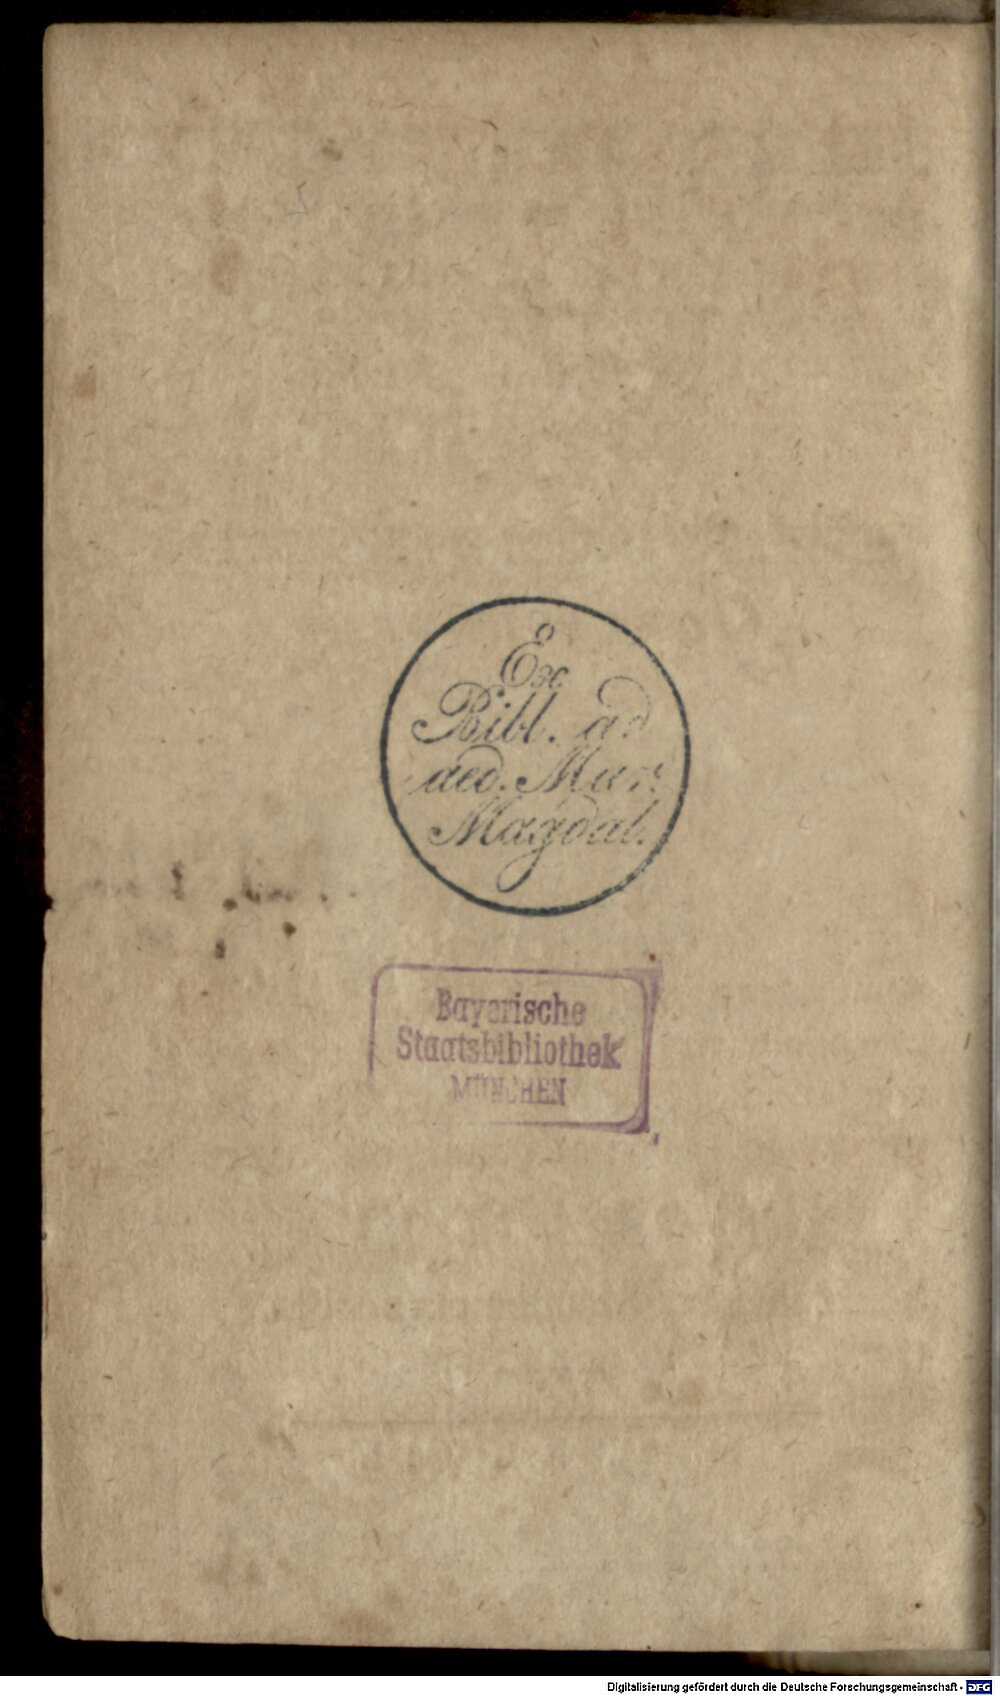 Ex
Bibl. ad
aed. Mar.
Magdal.
Bayerische
Staatsbibliothek
MÜNCHEN
Digitalisierung gefördert durch die Deutsche Forschungsgemeinschaft - DFG